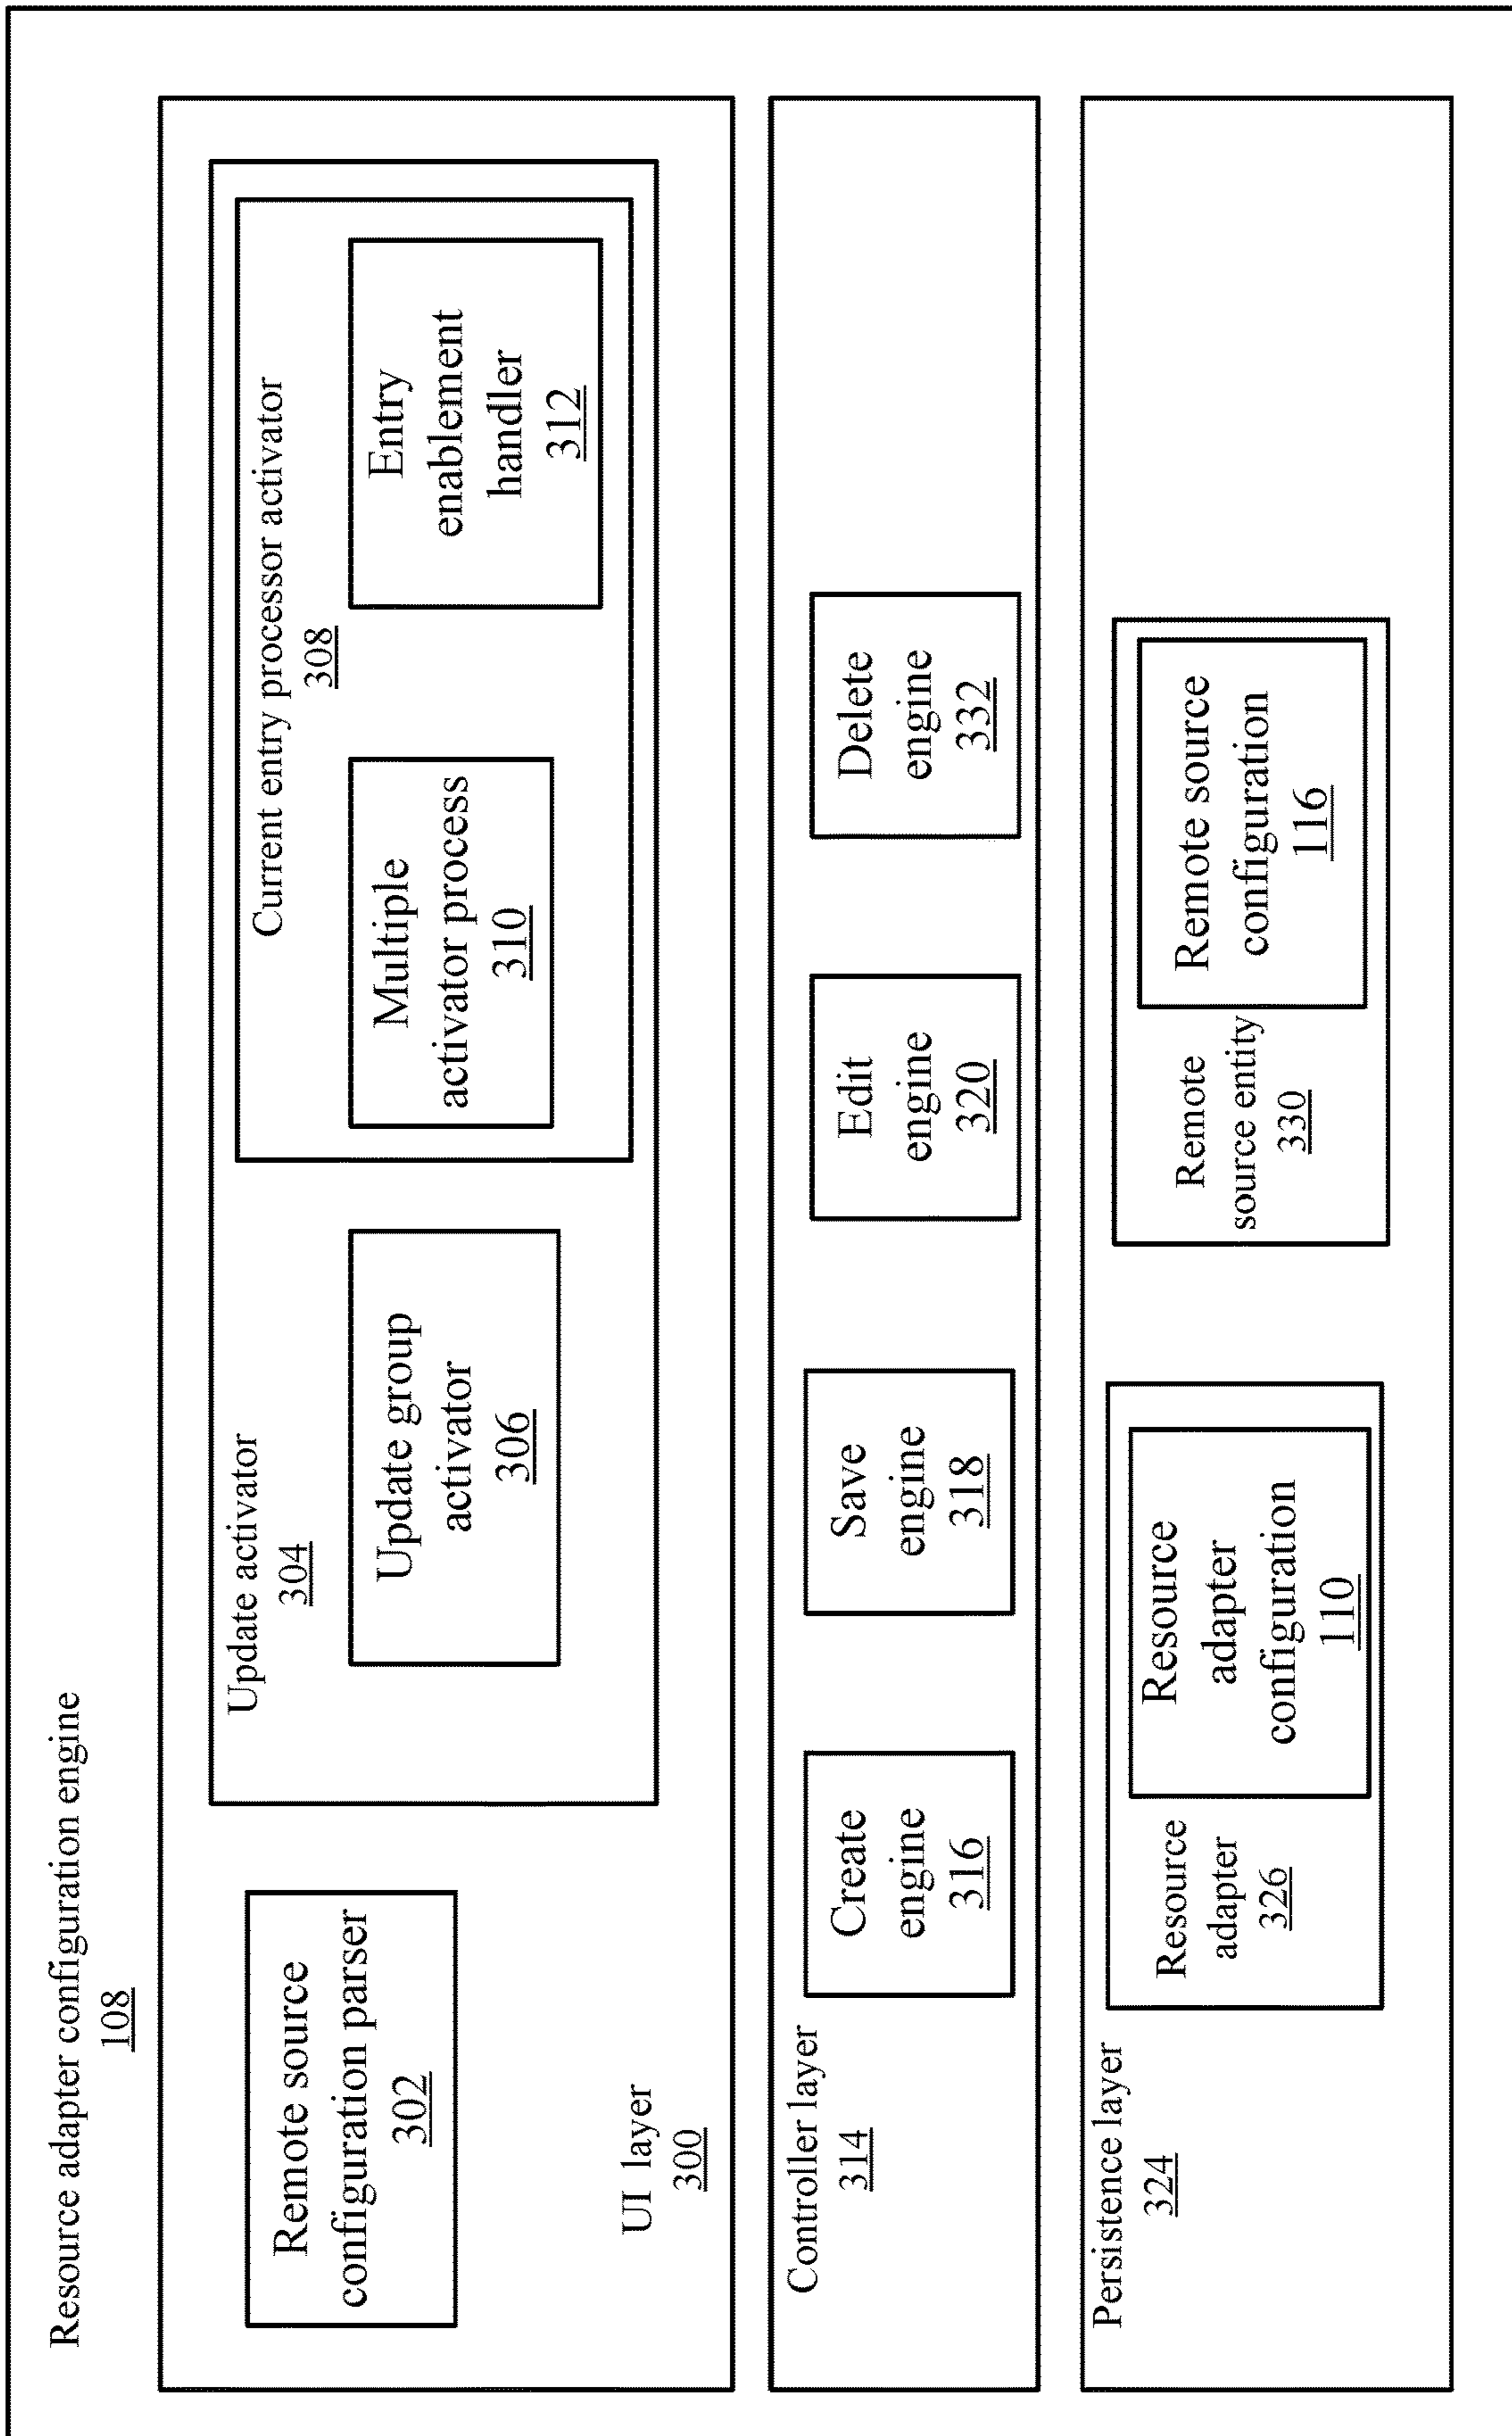 Resource adapter configuration engine
108
Remote source
configuration parser
302
UI layer
300
Update activator
304
Update group
activator
306
Current entry processor activator
308
Multiple
activator process
310
Entry
enablement
handler
312
Controller layer
314
Create
engine
316
Save
engine
318
Edit
engine
320
Delete
engine
332
Persistence layer
324
Resource
adapter
326
Resource
adapter
configuration
110
Remote
source entity
330
Remote source
configuration
116